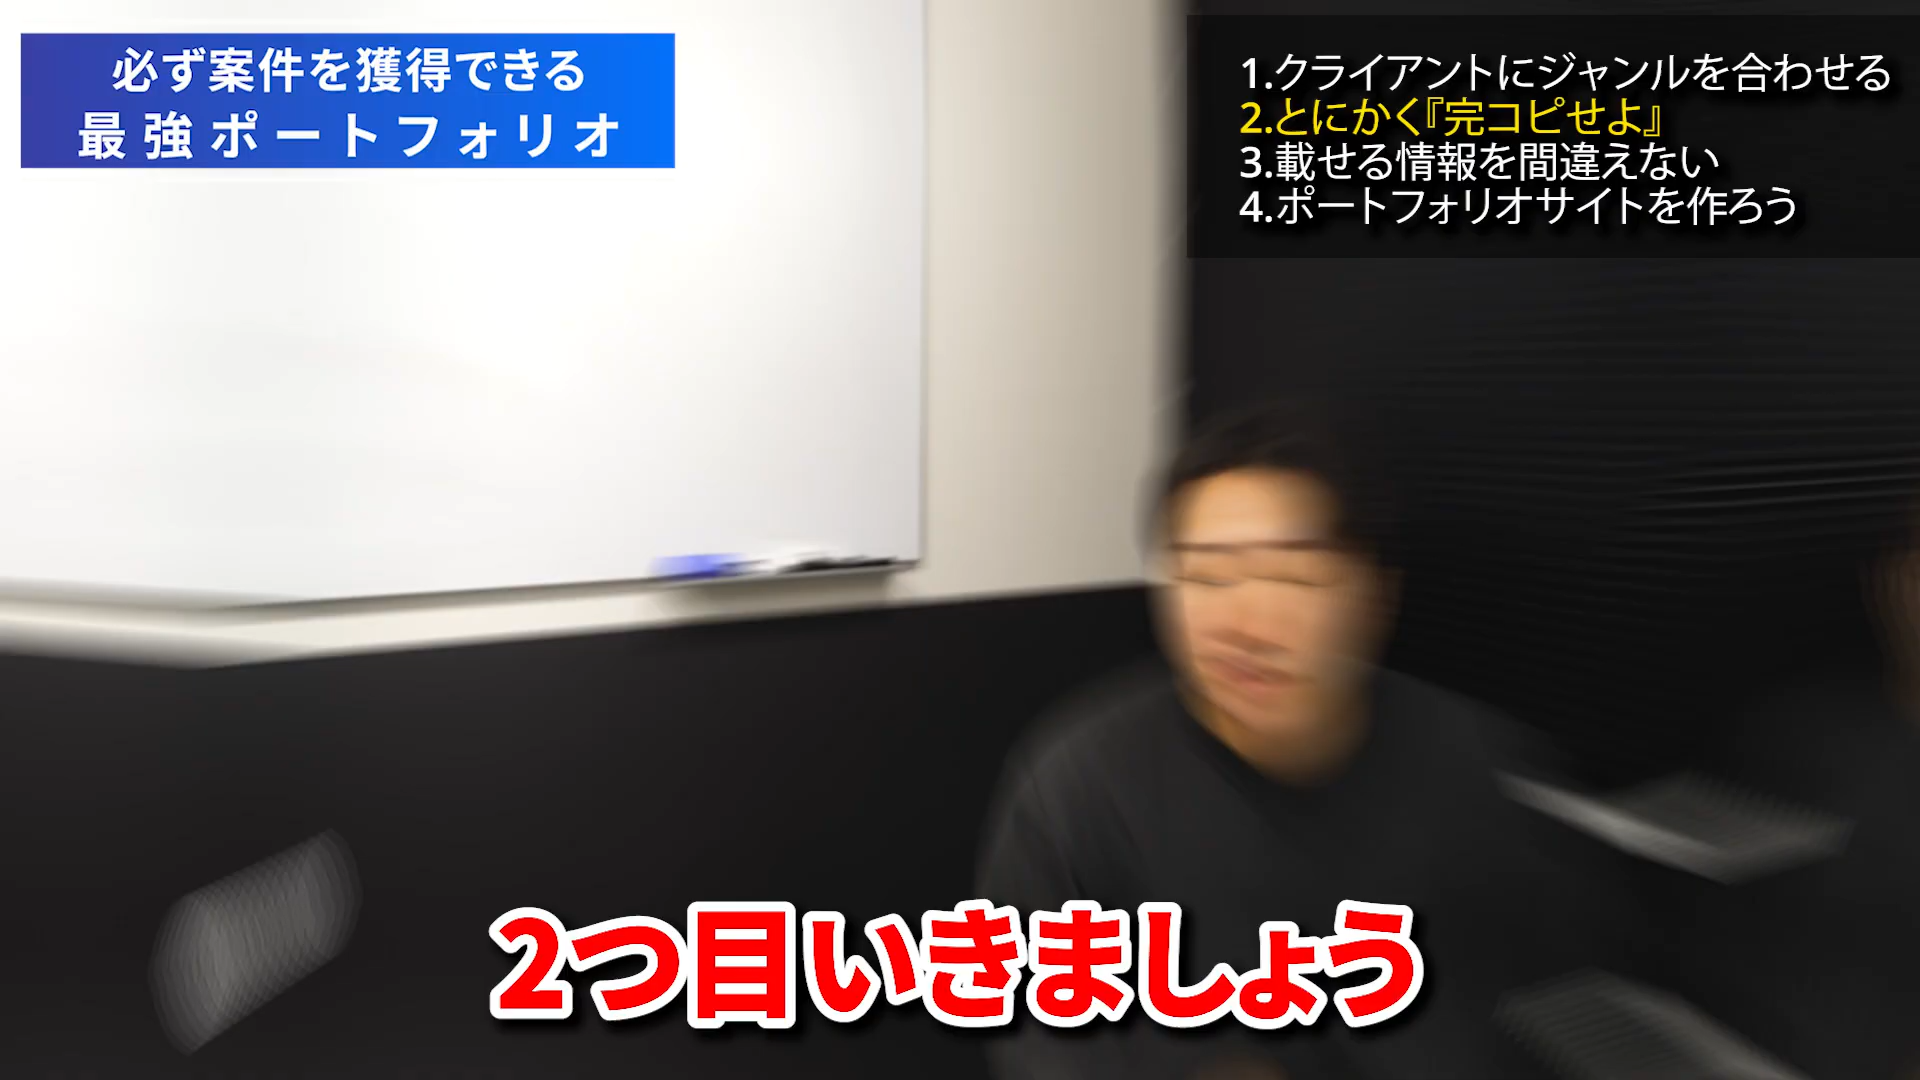 必ず案件を獲得できる
最強ポートフォリオ
1.クライアントにジャンルを合わせる
2.とにかく『完コピせよ』
3.載せる情報を間違えない
4.ポートフォリオサイトを作ろう
2つ目いきましょう